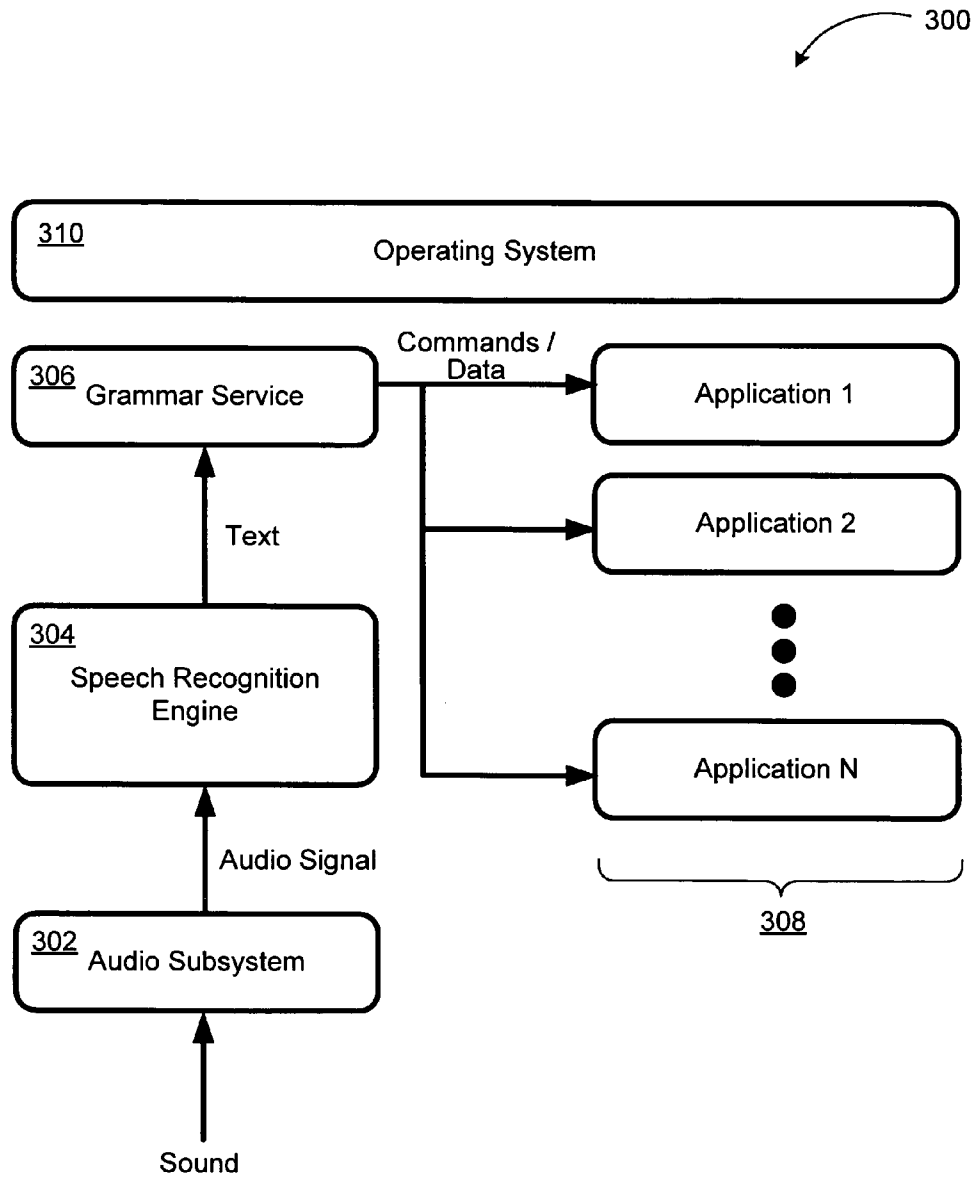 300
310
Operating System
306
Grammar Service
Commands /
Data
Application 1
Text
Application 2
304
Speech Recognition
Engine
Application N
Audio Signal
308
302
Audio Subsystem
Sound